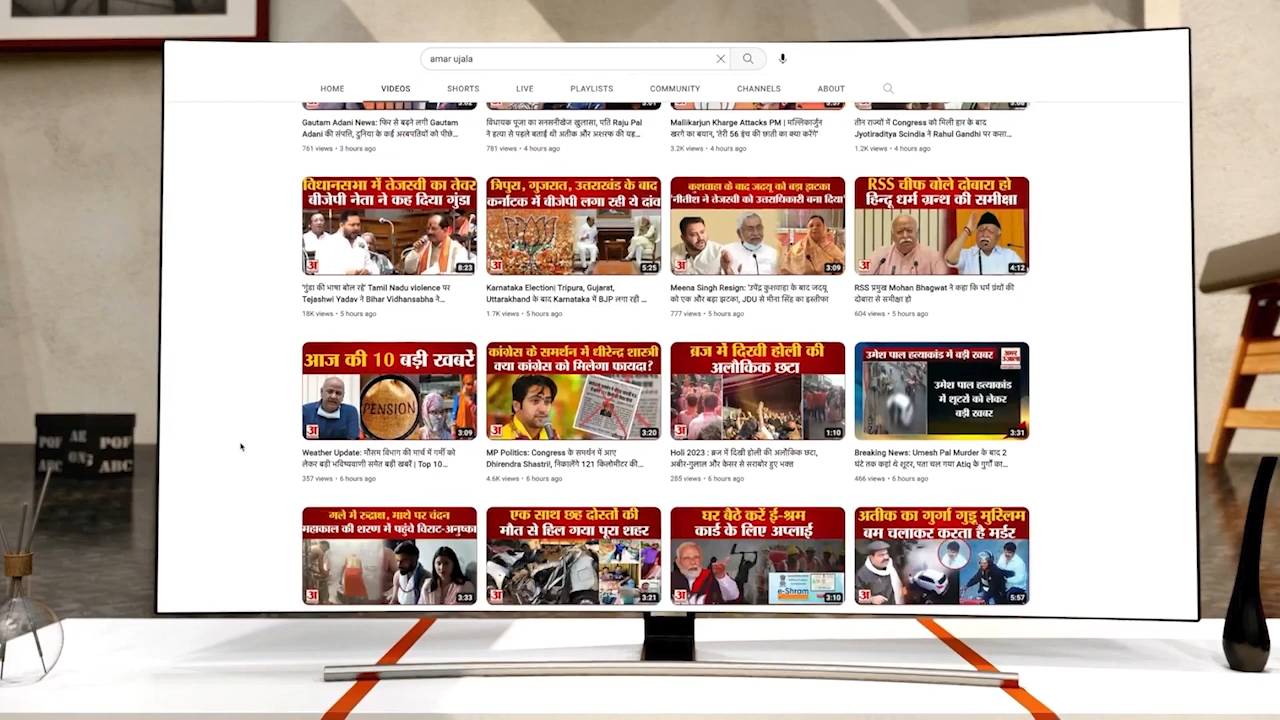 amar ujala
HOME VIDEOS SHORTS LIVE PLAYLISTS COMMUNITY CHANNELS ABOUT
Gautam Adani News: फिर से बढ़ने लगी Gautam
Adani की संपत्ति, दुनिया के कई अरबपतियों को पीछे...
761 views • 3 hours ago
विधायक पूजा का सनसनीखेज खुलासा, पति Raju Pal
ने हत्या से पहले बताई थी अतीक और अशरफ की यह...
781 views • 4 hours ago
Mallikarjun Kharge Attacks PM | मल्लिकार्जुन
खरगे का बयान, 'तेरी 56 इंच की छाती का क्या करेंगे'
3.2K views • 4 hours ago
तीन राज्यों में Congress को मिली हार के बाद
Jyotiraditya Scindia ने Rahul Gandhi पर कसा...
1.2K views • 4 hours ago
विधानसभा में तेजस्वी का तेवर
बीजेपी नेता ने कह दिया गुंडा
8:23
'गुंडा की भाषा बोल रहे' Tamil Nadu violence पर
Tejashwi Yadav ने Bihar Vidhansabha ने...
18K views • 5 hours ago
त्रिपुरा, गुजरात, उत्तराखंड के बाद
कर्नाटक में बीजेपी लगा रही ये दांव
5:25
Karnataka Election| Tripura, Gujarat,
Uttarakhand के बाद Karnataka में BJP लगा रही ...
1.7K views • 5 hours ago
कुशवाहा के बाद जदयू को बड़ा झटका
'नीतीश ने तेजस्वी को उत्तराधिकारी बना दिया'
3:09
Meena Singh Resign: 'उपेंद्र कुशवाहा के बाद जदयू
को एक और बड़ा झटका, JDU से मीना सिंह का इस्तीफा
777 views • 5 hours ago
RSS चीफ बोले दोबारा हो
हिन्दू धर्म ग्रन्थ की समीक्षा
4:12
RSS प्रमुख Mohan Bhagwat ने कहा कि धर्म ग्रंथों की
दोबारा से समीक्षा हो
604 views • 5 hours ago
आज की 10 बड़ी खबरें
PENSION
3:09
Weather Update: मौसम विभाग की मार्च में गर्मी को
लेकर बड़ी भविष्यवाणी समेत बड़ी खबरें | Top 10...
357 views • 6 hours ago
कांग्रेस के समर्थन में धीरेन्द्र शास्त्री
क्या कांग्रेस को मिलेगा फायदा?
3:20
MP Politics: Congress के समर्थन में आए
Dhirendra Shastri!, निकालेंगे 121 किलोमीटर की...
4.6K views • 6 hours ago
ब्रज में दिखी होली की
अलौकिक छटा
1:10
Holi 2023 : ब्रज में दिखी होली की अलौकिक छटा,
अबीर-गुलाल और केसर से सराबोर हुए भक्त
285 views • 6 hours ago
उमेश पाल हत्याकांड में बड़ी खबर
अमर उजाला
उमेश पाल हत्याकांड
में शूटरों को लेकर
बड़ी खबर
3:31
Breaking News: Umesh Pal Murder के बाद 2
घंटे तक कहां थे शूटर, पता चल गया Atiq के गुर्गों का...
466 views • 6 hours ago
गले में रुद्राक्ष, माथे पर चंदन
महाकाल की शरण में पहुंचे विराट-अनुष्का
3:33
एक साथ छह दोस्तों की
मौत से हिल गया पूरा शहर
3:21
घर बैठे करें ई-श्रम
कार्ड के लिए अप्लाई
e-Shram
3:10
अतीक का गुर्गा गुड्डू मुस्लिम
बम चलाकर करता है मर्डर
5:57